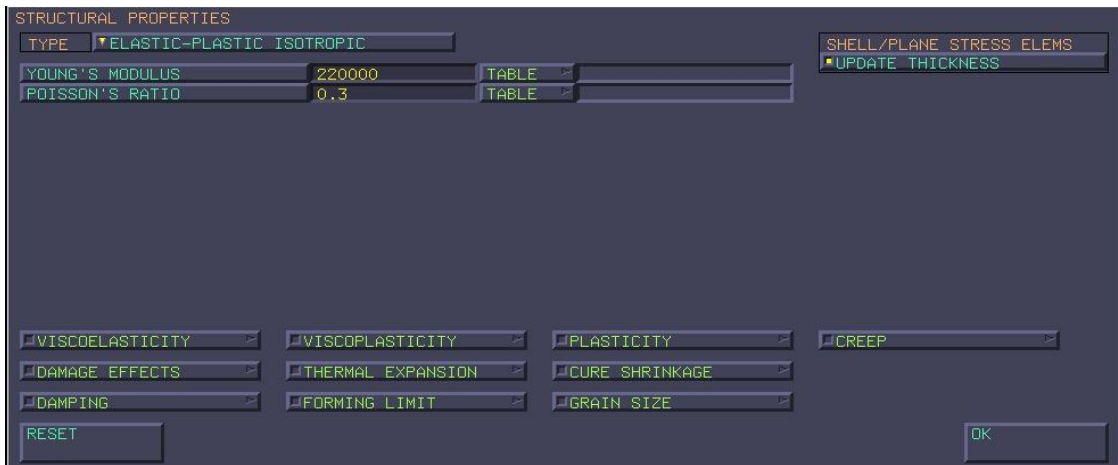 STRUCTURAL PROPERTIES
TYPE ELASTIC-PLASTIC ISOTROPIC
SHELL/PLANE STRESS ELEMS
UPDATE THICKNESS
YOUNG'S MODULUS 220000 TABLE
POISSON'S RATIO 0.3 TABLE
VISCOELASTICITY VISCOPLASTICITY PLASTICITY CREEP
DAMAGE EFFECTS THERMAL EXPANSION CURE SHRINKAGE
DAMPING FORMING LIMIT GRAIN SIZE
RESET OK